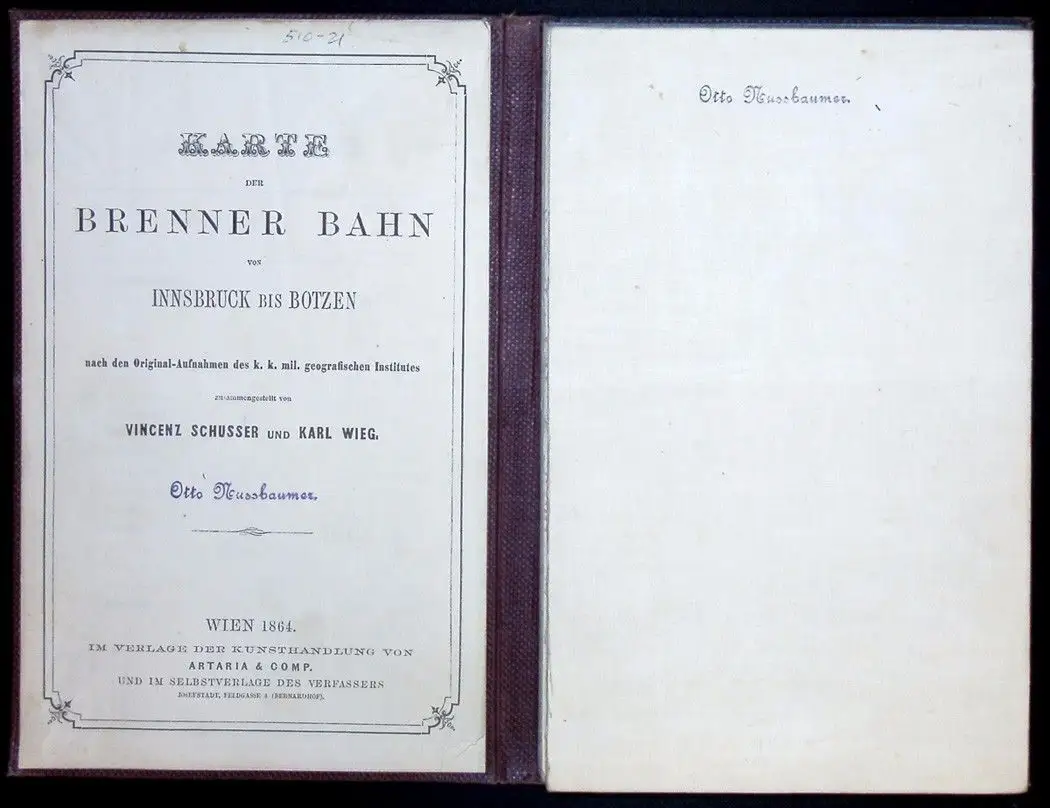 510-21
KARTE
DER
BRENNER BAHN
VON
INNSBRUCK BIS BOTZEN
nach den Original-Aufnahmen des k. k. mil. geografischen Institutes
zusammengestellt von
VINCENZ SCHUSSER UND KARL WIEG.
Otto Nussbaumer.
WIEN 1864.
IM VERLAGE DER KUNSTHANDLUNG VON
ARTARIA & COMP.
UND IM SELBSTVERLAGE DES VERFASSERS
JOSEFSTADT, FELDGASSE (BERNARDHOF).
Otto Nussbaumer.